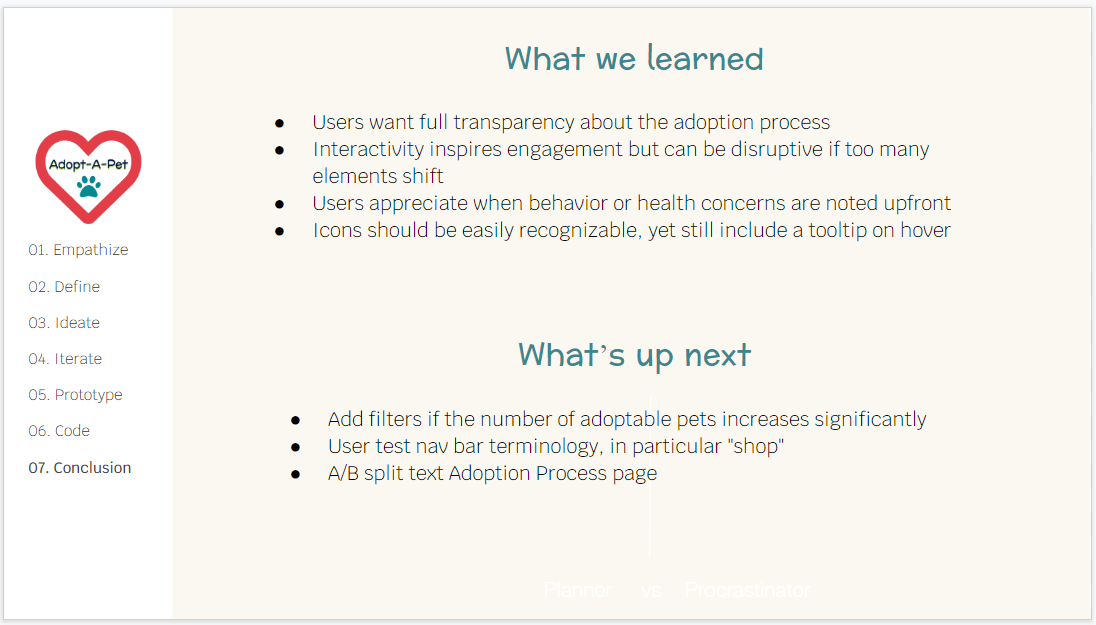 Adopt-A-Pet
01. Empathize
02. Define
03. Ideate
04. Iterate
05. Prototype
06. Code
07. Conclusion
What we learned
● Users want full transparency about the adoption process
● Interactivity inspires engagement but can be disruptive if too many
elements shift
● Users appreciate when behavior or health concerns are noted upfront
● Icons should be easily recognizable, yet still include a tooltip on hover
What's up next
● Add filters if the number of adoptable pets increases significantly
● User test nav bar terminology, in particular "shop"
● A/B split text Adoption Process page
Planner vs Procrastinator